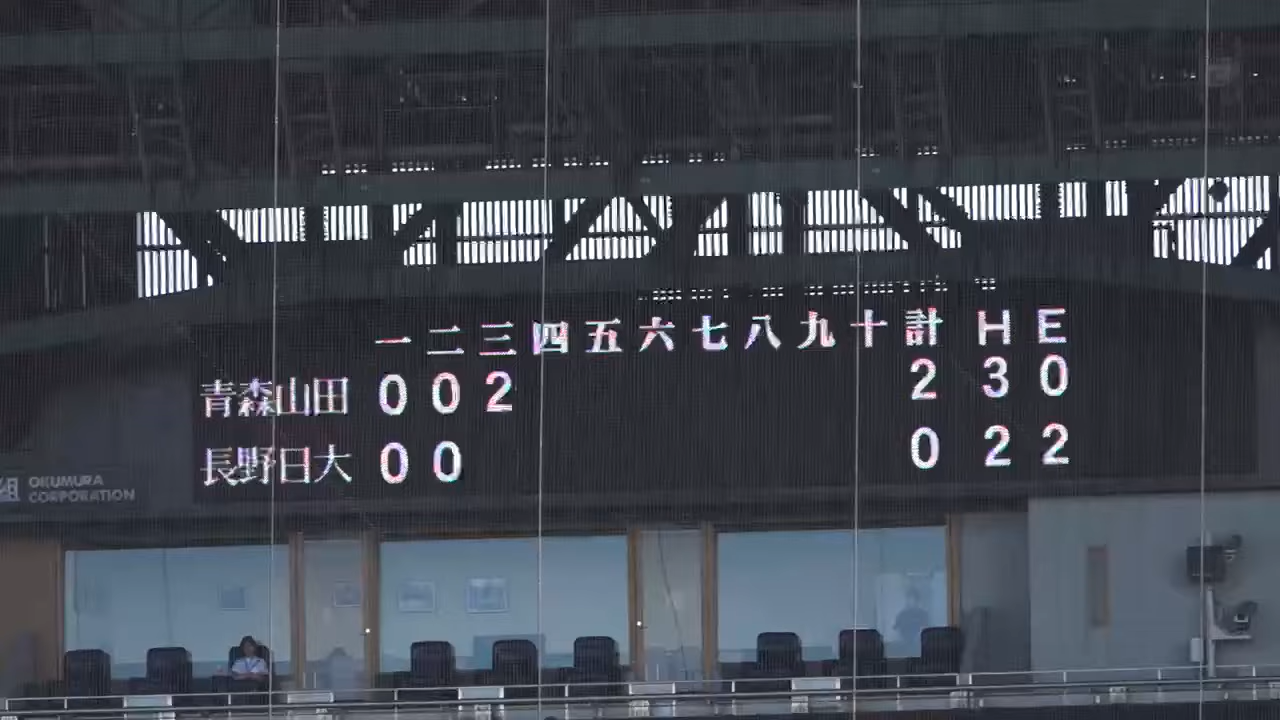 一 二 三 四 五 六 七 八 九 十 計 H E
青森山田 0 0 2 2 3 0
長野日大 0 0 0 2 2
OKUMURA
CORPORATION